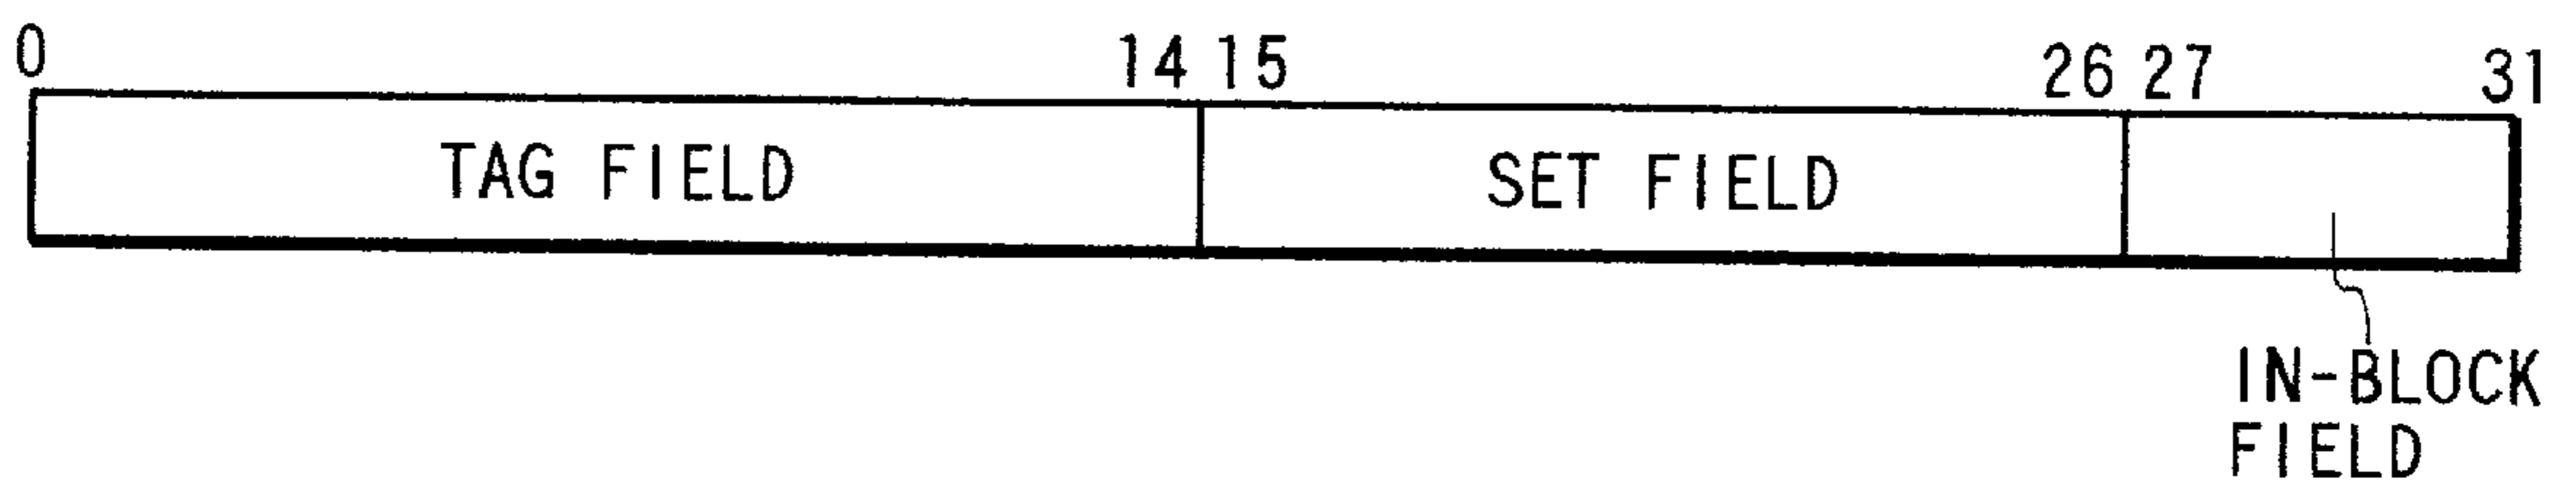 0 14 15 26 27 31
TAG FIELD SET FIELD
IN-BLOCK
FIELD